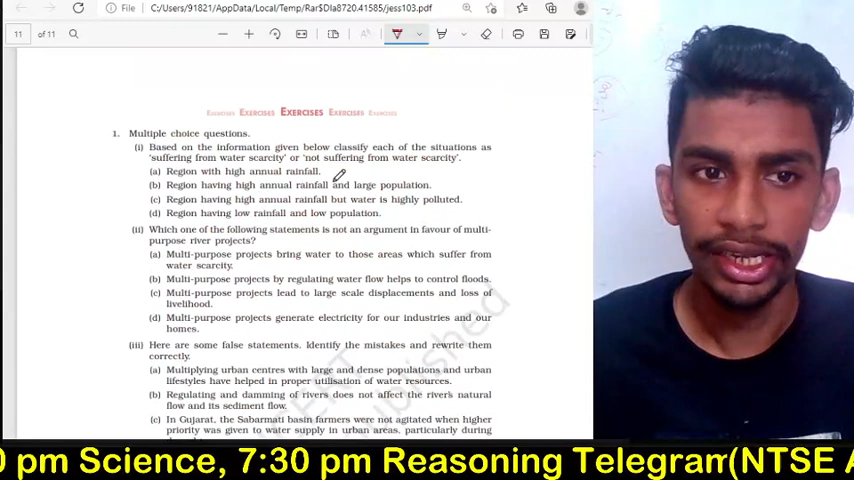 File
C:/Users/91821/AppData/Local/Temp/Rar$DIa8720.41585/jess103.pdf
11 of 11
EXERCISES EXERCISES EXERCISES EXERCISES EXERCISES
1. Multiple choice questions.
(i) Based on the information given below classify each of the situations as
'suffering from water scarcity' or 'not suffering from water scarcity'.
(a) Region with high annual rainfall.
(b) Region having high annual rainfall and large population.
(c) Region having high annual rainfall but water is highly polluted.
(d) Region having low rainfall and low population.
(ii) Which one of the following statements is not an argument in favour of multi-
purpose river projects?
(a) Multi-purpose projects bring water to those areas which suffer from
water scarcity.
(b) Multi-purpose projects by regulating water flow helps to control floods.
(c) Multi-purpose projects lead to large scale displacements and loss of
livelihood.
(d) Multi-purpose projects generate electricity for our industries and our
homes.
(iii) Here are some false statements. Identify the mistakes and rewrite them
correctly.
(a) Multiplying urban centres with large and dense populations and urban
lifestyles have helped in proper utilisation of water resources.
(b) Regulating and damming of rivers does not affect the river's natural
flow and its sediment flow.
(c) In Gujarat, the Sabarmati basin farmers were not agitated when higher
priority was given to water supply in urban areas, particularly during
0 pm Science, 7:30 pm Reasoning Telegram(NTSE A